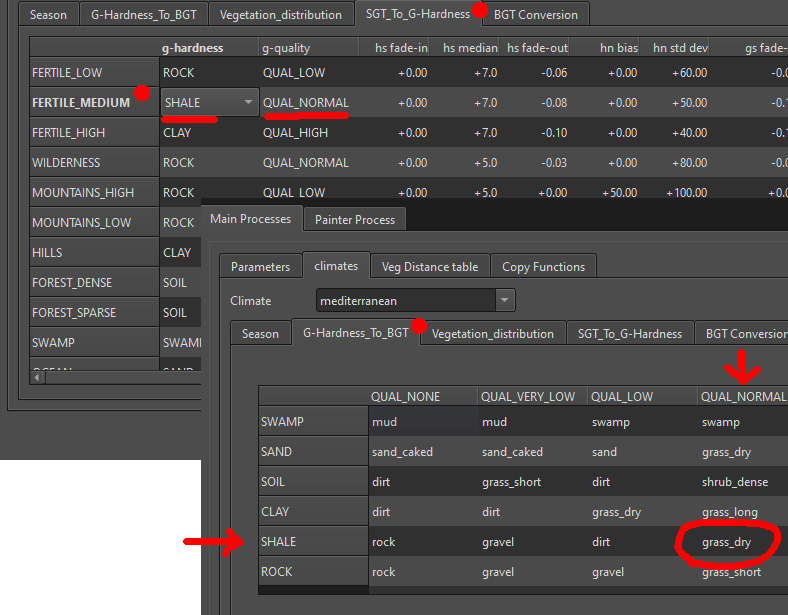 Season G-Hardness_To_BGT Vegetation_distribution SGT_To_G-Hardness BGT Conversion
g-hardness g-quality hs fade-in hs median hs fade-out hn bias hn std dev gs fade-
FERTILE_LOW ROCK QUAL_LOW +0.00 +7.0 -0.06 +0.00 +60.00 -0.0
FERTILE_MEDIUM SHALE QUAL_NORMAL +0.00 +7.0 -0.08 +0.00 +50.00 -0.1
FERTILE_HIGH CLAY QUAL_HIGH +0.00 +7.0 -0.10 +0.00 +40.00 -0.1
WILDERNESS ROCK QUAL_NORMAL +0.00 +5.0 -0.03 +0.00 +80.00 -0.0
MOUNTAINS_HIGH ROCK QUAL_LOW +0.00 +5.0 -0.00 +50.00 +100.00 +0.0
MOUNTAINS_LOW ROCK
HILLS CLAY
FOREST_DENSE SOIL
FOREST_SPARSE SOIL
SWAMP SWAM
OCEAN SAND
Main Processes Painter Process
Parameters climates Veg Distance table Copy Functions
Climate mediterranean
Season G-Hardness_To_BGT Vegetation_distribution SGT_To_G-Hardness BGT Conversion
QUAL_NONE QUAL_VERY_LOW QUAL_LOW QUAL_NORMAL
SWAMP mud mud swamp swamp
SAND sand_caked sand_caked sand grass_dry
SOIL dirt grass_short dirt shrub_dense
CLAY dirt dirt grass_dry grass_long
SHALE rock gravel dirt grass_dry
ROCK rock gravel gravel grass_short